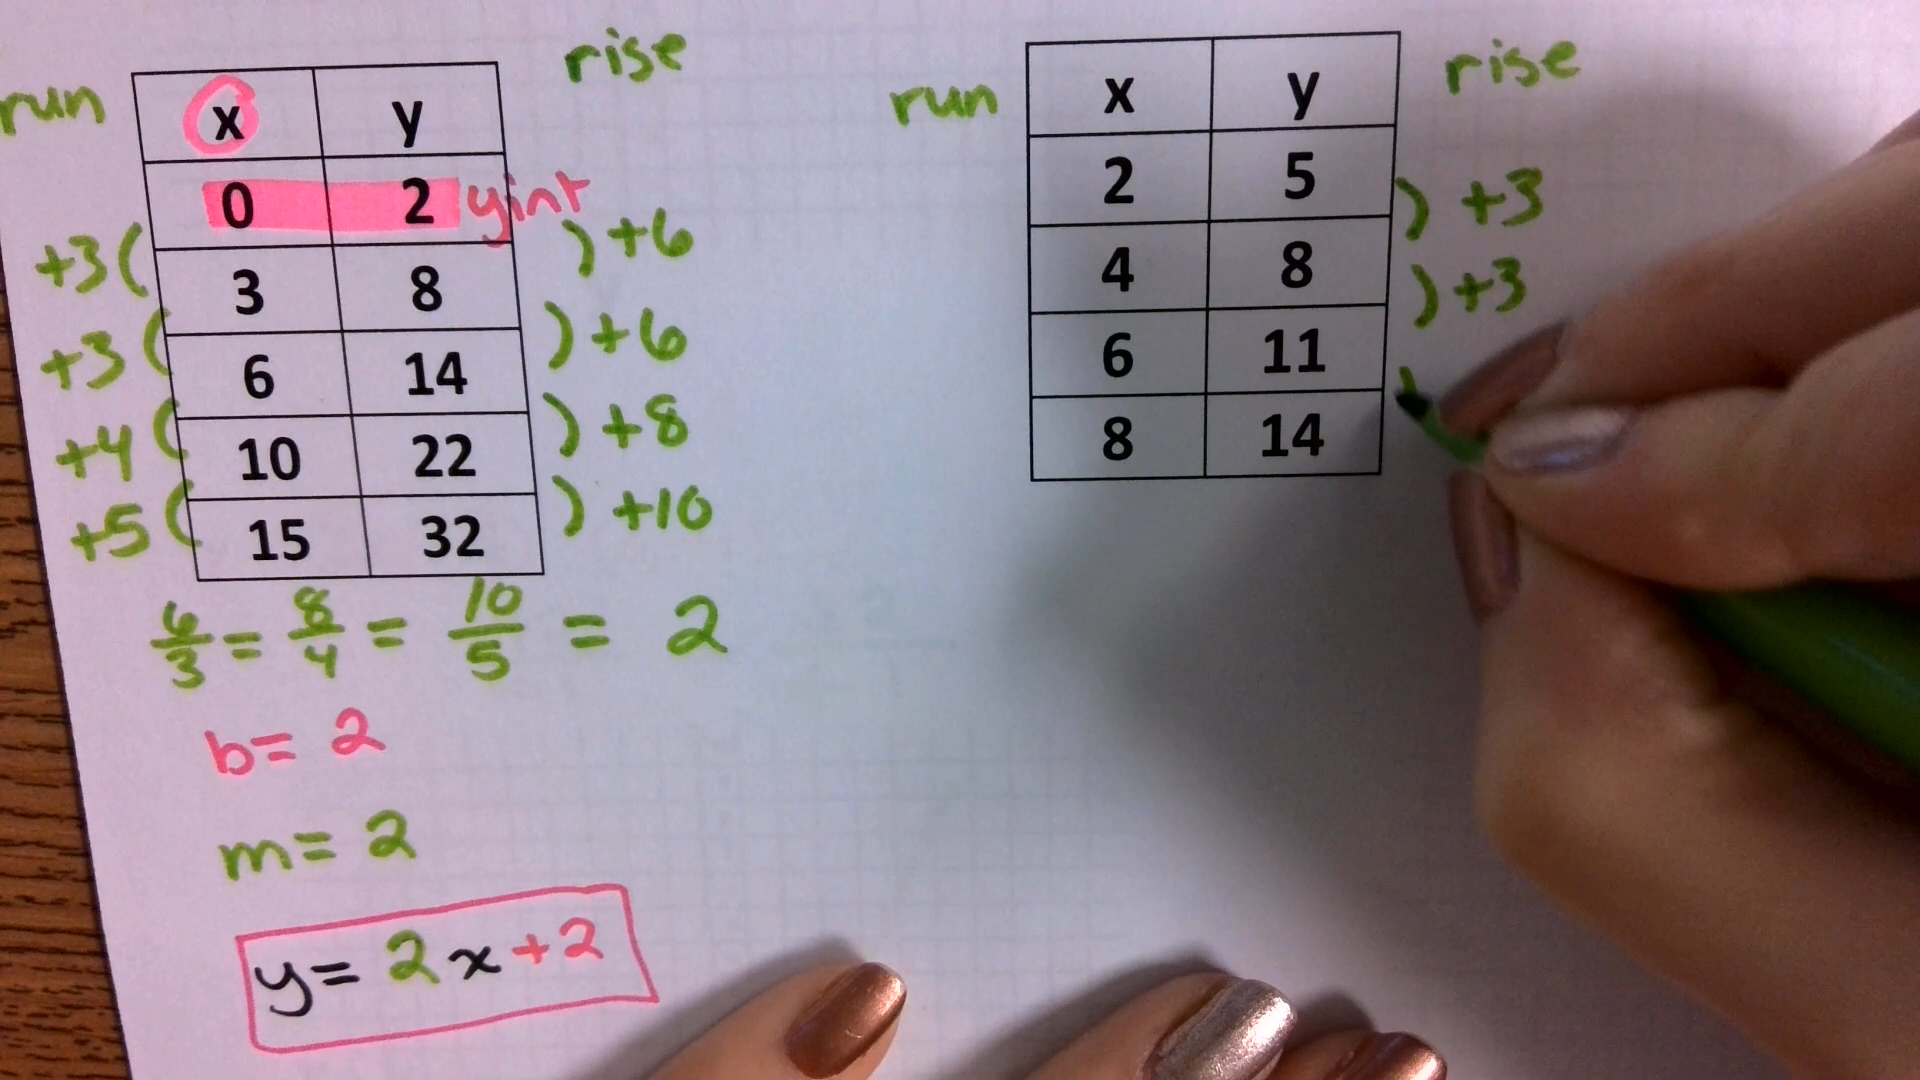 run rise
x y
0 2 yint
+3( )+6
3 8
+3( )+6
6 14
+4( )+8
10 22
+5( )+10
15 32
6/3 = 8/4 = 10/5 = 2
b= 2
m= 2
y= 2x+2
run rise
x y
2 5
)+3
4 8
)+3
6 11
)
8 14